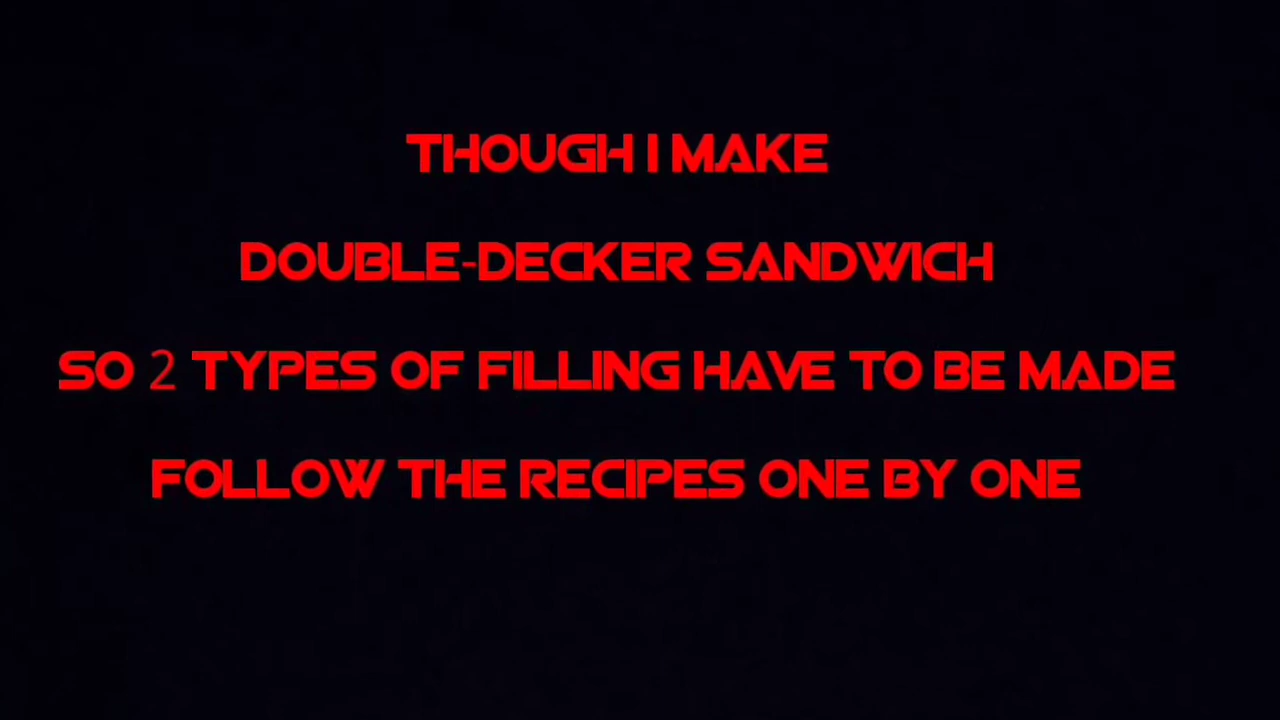 THOUGH I MAKE
DOUBLE-DECKER SANDWICH
SO 2 TYPES OF FILLING HAVE TO BE MADE
FOLLOW THE RECIPES ONE BY ONE